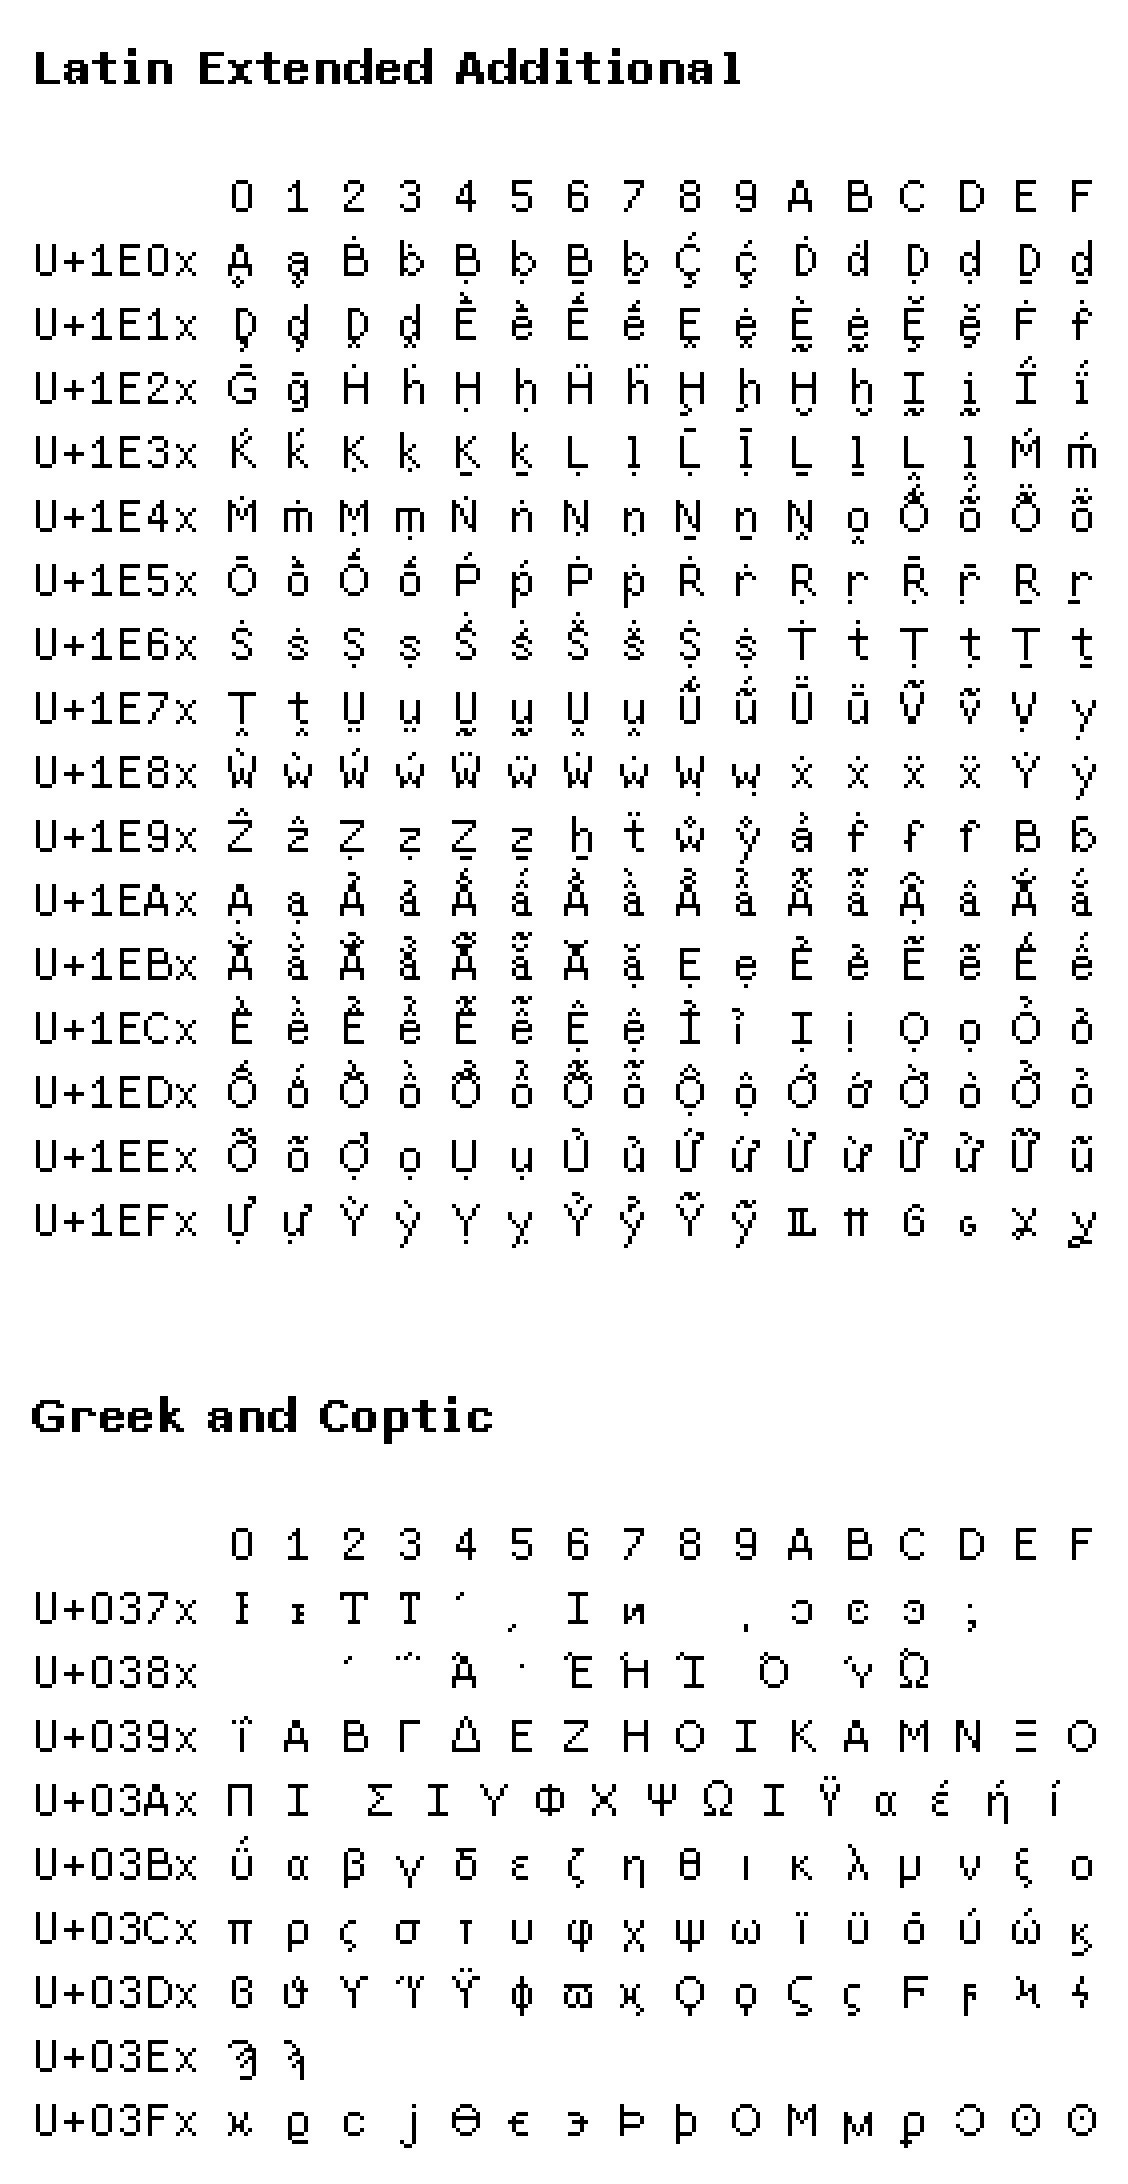 Latin Extended Additional
0 1 2 3 4 5 6 7 8 9 A B C D E F
U+1E0x Ḁ ḁ Ḃ ḃ Ḅ ḅ Ḇ ḇ Ḉ ḉ Ḋ ḋ Ḍ ḍ Ḏ ḏ
U+1E1x Ḑ ḑ Ḓ ḓ Ḕ ḕ Ḗ ḗ Ḙ ḙ Ḛ ḛ Ḝ ḝ Ḟ ḟ
U+1E2x Ḡ ḡ Ḣ ḣ Ḥ ḥ Ḧ ḧ Ḩ ḩ Ḫ ḫ Ḭ ḭ Ḯ ḯ
U+1E3x Ḱ ḱ Ḳ ḳ Ḵ ḵ Ḷ ḷ Ḹ ḹ Ḻ ḻ Ḽ ḽ Ḿ ḿ
U+1E4x Ṁ ṁ Ṃ ṃ Ṅ ṅ Ṇ ṇ Ṉ ṉ Ṋ ṋ Ṍ ṍ Ṏ ṏ
U+1E5x Ṑ ṑ Ṓ ṓ Ṕ ṕ Ṗ ṗ Ṙ ṙ Ṛ ṛ Ṝ ṝ Ṟ ṟ
U+1E6x Ṡ ṡ Ṣ ṣ Ṥ ṥ Ṧ ṧ Ṩ ṩ Ṫ ṫ Ṭ ṭ Ṯ ṯ
U+1E7x Ṱ ṱ Ṳ ṳ Ṵ ṵ Ṷ ṷ Ṹ ṹ Ṻ ṻ Ṽ ṽ Ṿ ṿ
U+1E8x Ẁ ẁ Ẃ ẃ Ẅ ẅ Ẇ ẇ Ẉ ẉ Ẋ ẋ Ẍ ẍ Ẏ ẏ
U+1E9x Ẑ ẑ Ẓ ẓ Ẕ ẕ ẖ ẗ ẘ ẙ ẚ ẛ ẜ ẝ ẞ ẟ
U+1EAx Ạ ạ Ả ả Ấ ấ Ầ ầ Ẩ ẩ Ẫ ẫ Ậ ậ Ắ ắ
U+1EBx Ằ ằ Ẳ ẳ Ẵ ẵ Ặ ặ Ẹ ẹ Ẻ ẻ Ẽ ẽ Ế ế
U+1ECx Ề ề Ể ể Ễ ễ Ệ ệ Ỉ ỉ Ị ị Ọ ọ Ỏ ỏ
U+1EDx Ố ố Ồ ồ Ổ ổ Ỗ ỗ Ộ ộ Ớ ớ Ờ ờ Ở ở
U+1EEx Ỡ ỡ Ợ ợ Ụ ụ Ủ ủ Ứ ứ Ừ ừ Ử ử Ữ ữ
U+1EFx Ự ự Ỳ ỳ Ỵ ỵ Ỷ ỷ Ỹ ỹ Ỻ ỻ Ỽ ỽ Ỿ ỿ
Greek and Coptic
0 1 2 3 4 5 6 7 8 9 A B C D E F
U+037x Ͱ ͱ Ͳ ͳ ʹ ͵ Ͷ ͷ ͺ ͻ ͼ ͽ ;
U+038x ΄ ΅ Ά · Έ Ή Ί Ό Ύ Ώ
U+039x ΐ Α Β Γ Δ Ε Ζ Η Θ Ι Κ Λ Μ Ν Ξ Ο
U+03Ax Π Ι Σ Τ Υ Φ Χ Ψ Ω Ϊ Ϋ ά έ ή ί
U+03Bx ΰ α β γ δ ε ζ η θ ι κ λ μ ν ξ ο
U+03Cx π ρ ς σ τ υ φ χ ψ ω ϊ ϋ ό ύ ώ Ϗ
U+03Dx ϐ ϑ ϒ ϓ ϔ ϕ ϖ ϗ Ϙ ϙ Ϛ ϛ Ϝ ϝ Ϟ ϟ
U+03Ex Ϡ ϡ
U+03Fx ϰ ϱ ϲ ϳ ϴ ϵ ϶ Ϸ ϸ Ϲ Ϻ ϻ ϼ Ͻ Ͼ Ͽ